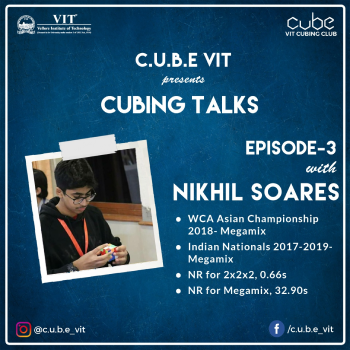 VIT
Vellore Institute of Technology
cube
VIT CUBING CLUB
C.U.B.E VIT
presents
CUBING TALKS
EPISODE-3
with
NIKHIL SOARES
• WCA Asian Championship
2018- Megamix
• Indian Nationals 2017-2019-
Megamix
• NR for 2x2x2, 0.66s
• NR for Megamix, 32.90s
@c.u.b.e_vit
/c.u.b.e_vit